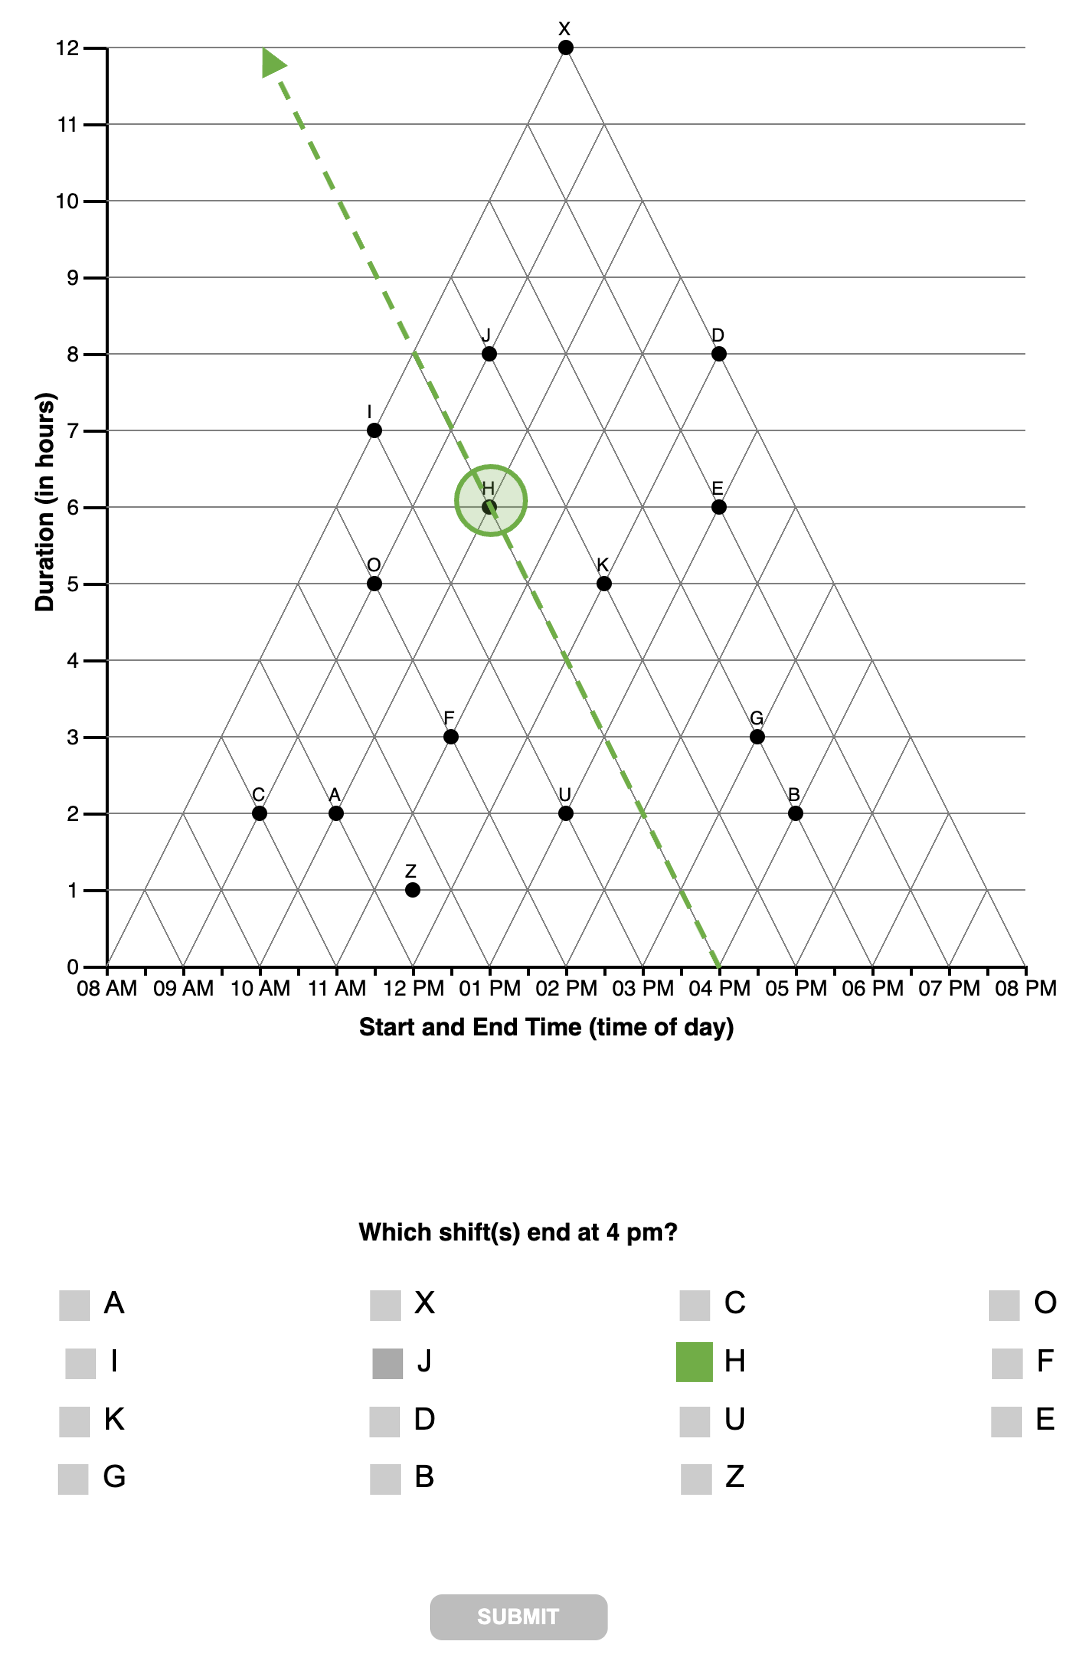 X
12
11
10
9
J
D
8
I
7
H
E
6
O
K
5
4
F
G
3
C
A
U
B
2
Z
1
0
Duration (in hours)
08 AM 09 AM 10 AM 11 AM 12 PM 01 PM 02 PM 03 PM 04 PM 05 PM 06 PM 07 PM 08 PM
Start and End Time (time of day)
Which shift(s) end at 4 pm?
A X C O
I J H F
K D U E
G B Z
SUBMIT